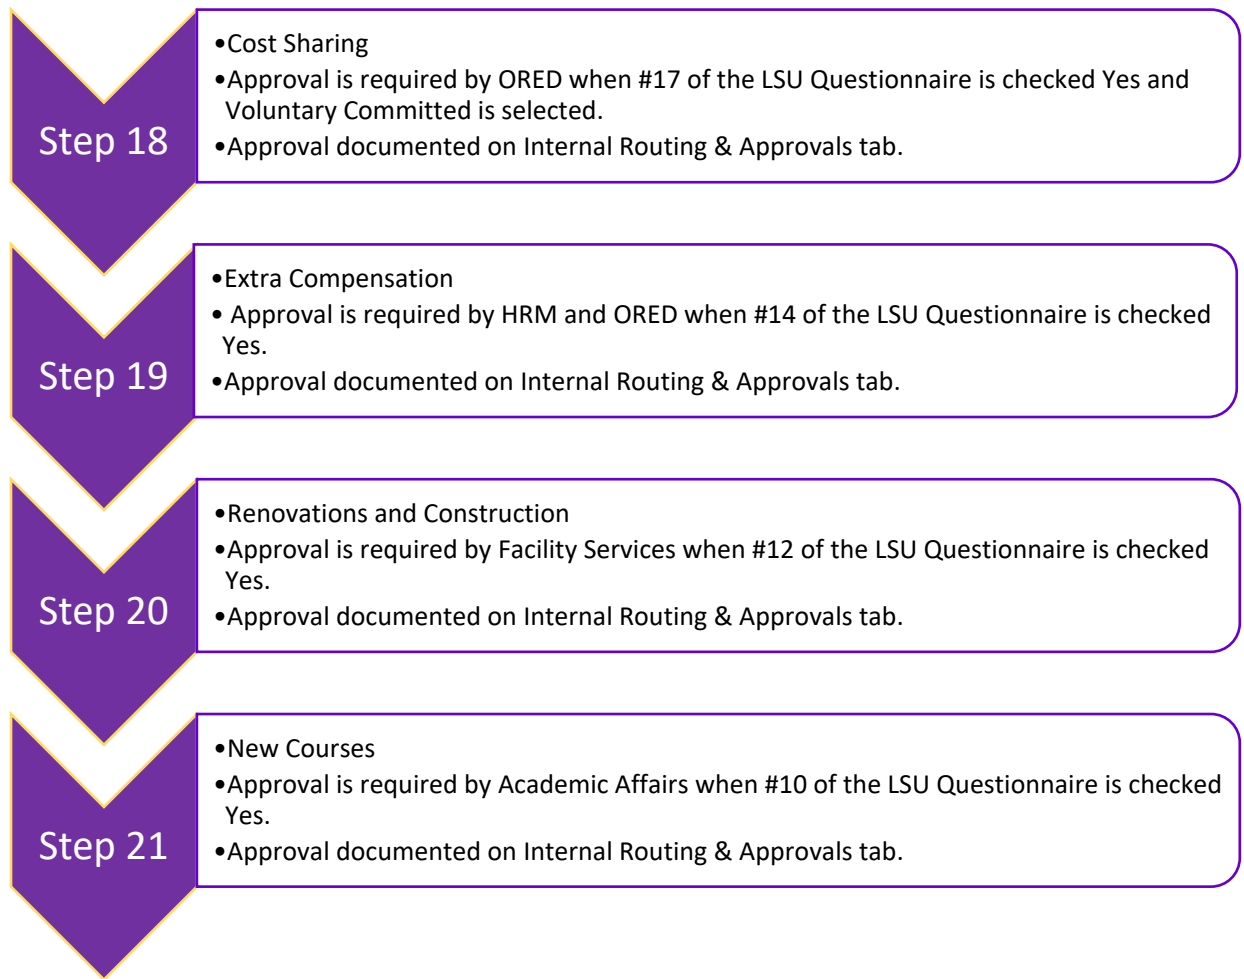 Step 18
•Cost Sharing
•Approval is required by ORED when #17 of the LSU Questionnaire is checked Yes and
Voluntary Committed is selected.
•Approval documented on Internal Routing & Approvals tab.
Step 19
•Extra Compensation
• Approval is required by HRM and ORED when #14 of the LSU Questionnaire is checked
Yes.
•Approval documented on Internal Routing & Approvals tab.
Step 20
•Renovations and Construction
•Approval is required by Facility Services when #12 of the LSU Questionnaire is checked
Yes.
•Approval documented on Internal Routing & Approvals tab.
Step 21
•New Courses
•Approval is required by Academic Affairs when #10 of the LSU Questionnaire is checked
Yes.
•Approval documented on Internal Routing & Approvals tab.